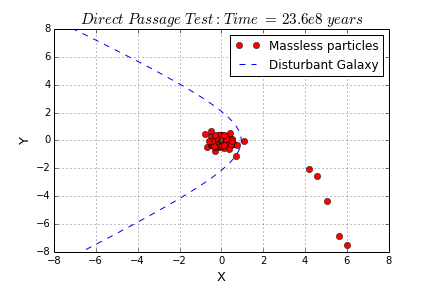 Direct Passage Test: Time = 23.6e8 years
Massless particles
Disturbant Galaxy
Y
8
6
4
2
0
−2
−4
−6
−8
−8 −6 −4 −2 0 2 4 6 8
X